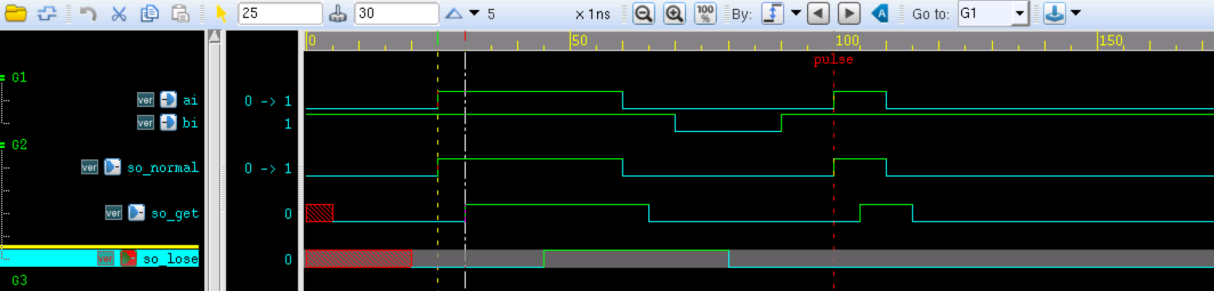 25 30 5 x 1ns 100 % By: A Go to: G1
0 50 100 150
pulse
G1
ver ai 0 -> 1
ver bi 1
G2
ver so_normal 0 -> 1
ver so_get 0
ver so_lose 0
G3